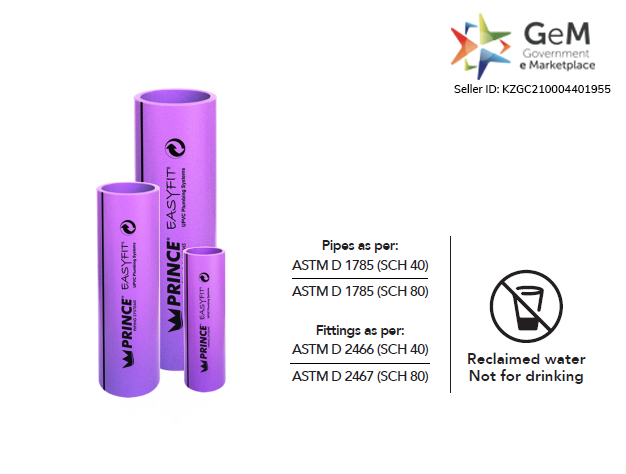 GeM
Government
e Marketplace
Seller ID: KZGC210004401955
PRINCE®
PIPING SYSTEMS
EASYFIT®
UPVC Plumbing Systems
PRINCE®
EASYFIT®
UPVC Plumbing Systems
PRINCE®
EASYFIT®
Pipes as per:
ASTM D 1785 (SCH 40)
ASTM D 1785 (SCH 80)
Fittings as per:
ASTM D 2466 (SCH 40)
ASTM D 2467 (SCH 80)
Reclaimed water
Not for drinking